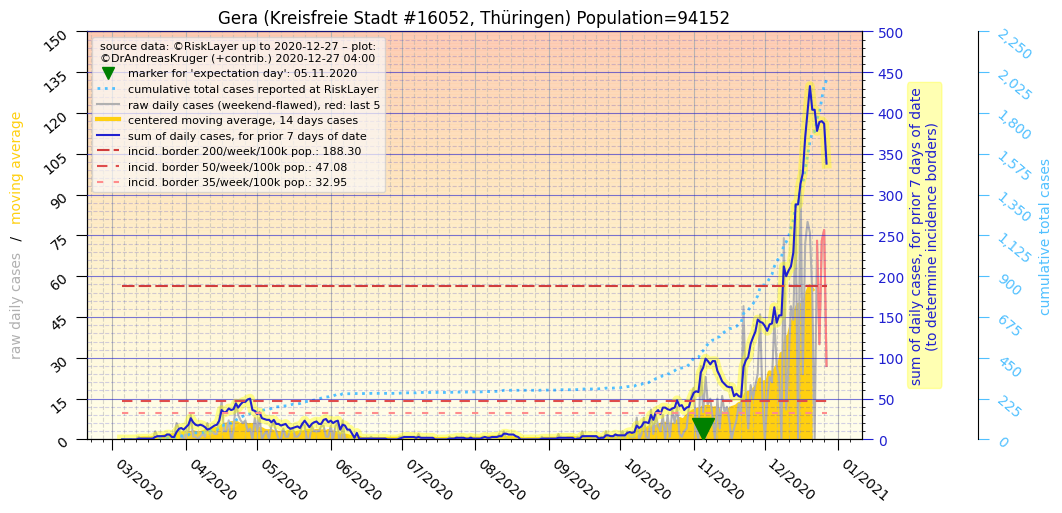 Gera (Kreisfreie Stadt #16052, Thüringen) Population=94152
source data: ©RiskLayer up to 2020-12-27 – plot:
©DrAndreasKruger (+contrib.) 2020-12-27 04:00
marker for 'expectation day': 05.11.2020
cumulative total cases reported at RiskLayer
raw daily cases (weekend-flawed), red: last 5
centered moving average, 14 days cases
sum of daily cases, for prior 7 days of date
incid. border 200/week/100k pop.: 188.30
incid. border 50/week/100k pop.: 47.08
incid. border 35/week/100k pop.: 32.95
raw daily cases / moving average
150
135
120
105
90
75
60
45
30
15
0
03/2020
04/2020
05/2020
06/2020
07/2020
08/2020
09/2020
10/2020
11/2020
12/2020
01/2021
500
450
400
350
300
250
200
150
100
50
0
sum of daily cases, for prior 7 days of date
(to determine incidence borders)
2,250
2,025
1,800
1,575
1,350
1,125
900
675
450
225
0
cumulative total cases